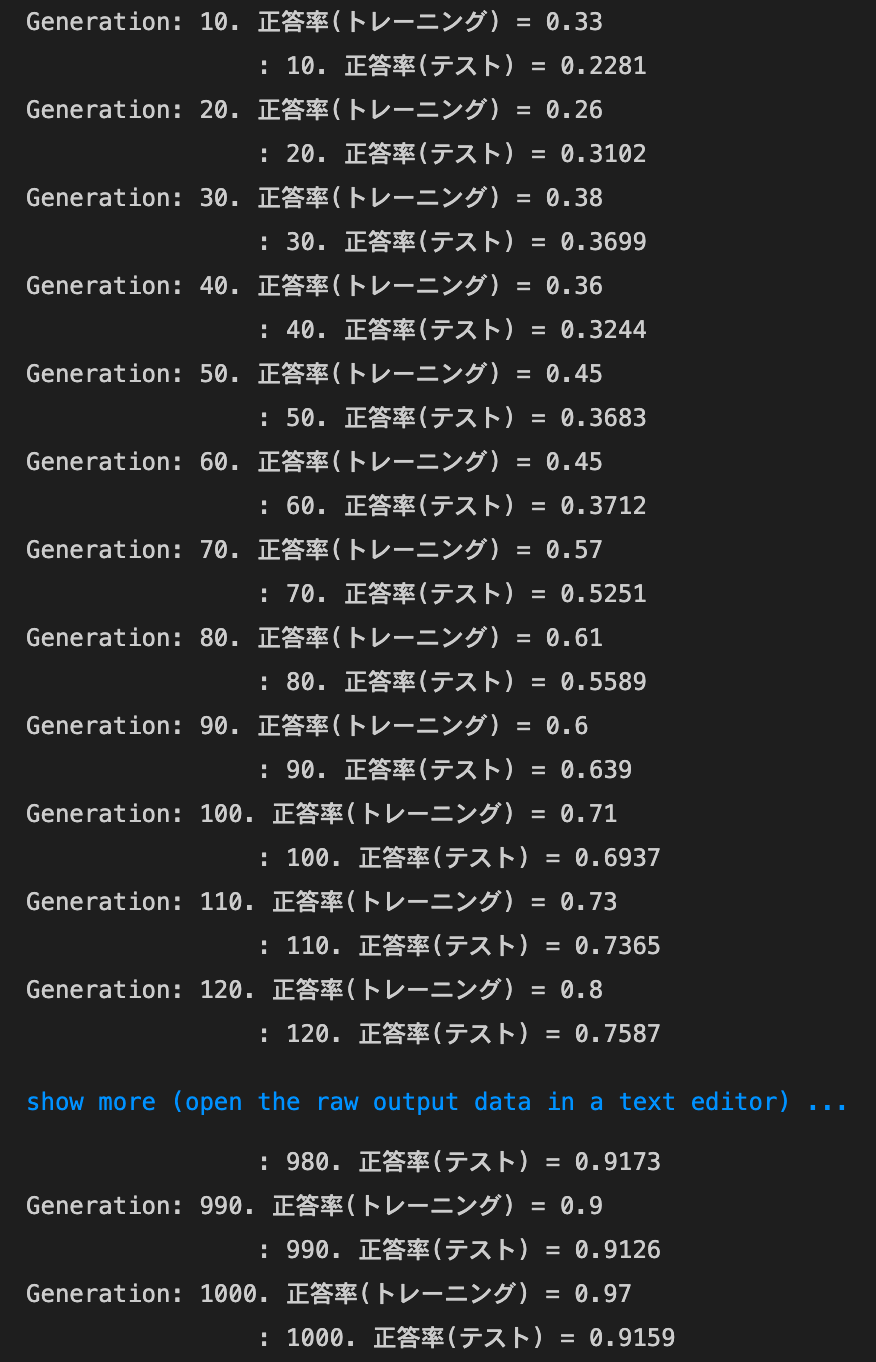 Generation: 10. 正答率(トレーニング) = 0.33
: 10. 正答率(テスト) = 0.2281
Generation: 20. 正答率(トレーニング) = 0.26
: 20. 正答率(テスト) = 0.3102
Generation: 30. 正答率(トレーニング) = 0.38
: 30. 正答率(テスト) = 0.3699
Generation: 40. 正答率(トレーニング) = 0.36
: 40. 正答率(テスト) = 0.3244
Generation: 50. 正答率(トレーニング) = 0.45
: 50. 正答率(テスト) = 0.3683
Generation: 60. 正答率(トレーニング) = 0.45
: 60. 正答率(テスト) = 0.3712
Generation: 70. 正答率(トレーニング) = 0.57
: 70. 正答率(テスト) = 0.5251
Generation: 80. 正答率(トレーニング) = 0.61
: 80. 正答率(テスト) = 0.5589
Generation: 90. 正答率(トレーニング) = 0.6
: 90. 正答率(テスト) = 0.639
Generation: 100. 正答率(トレーニング) = 0.71
: 100. 正答率(テスト) = 0.6937
Generation: 110. 正答率(トレーニング) = 0.73
: 110. 正答率(テスト) = 0.7365
Generation: 120. 正答率(トレーニング) = 0.8
: 120. 正答率(テスト) = 0.7587
show more (open the raw output data in a text editor) ...
: 980. 正答率(テスト) = 0.9173
Generation: 990. 正答率(トレーニング) = 0.9
: 990. 正答率(テスト) = 0.9126
Generation: 1000. 正答率(トレーニング) = 0.97
: 1000. 正答率(テスト) = 0.9159